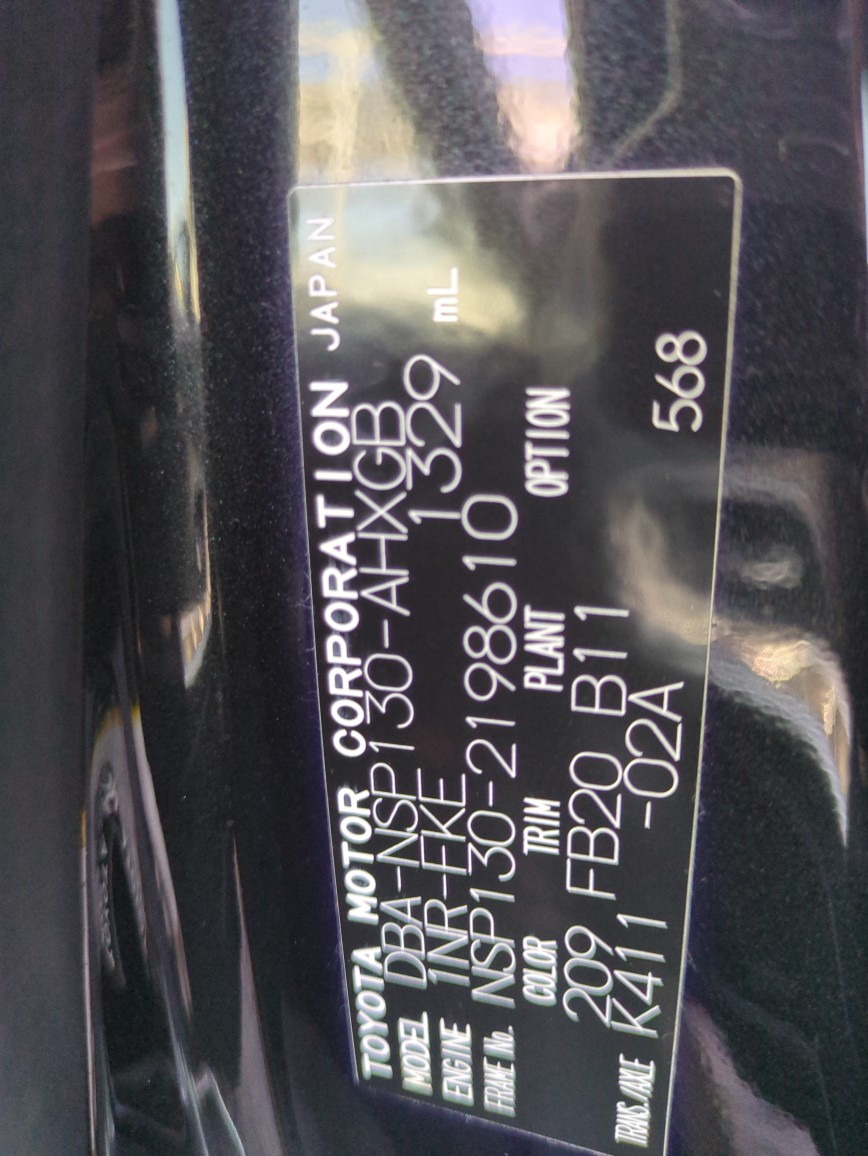 TOYOTA MOTOR CORPORATION JAPAN
MODEL DBA-NSP130-AHXGB
ENGINE 1NR-FKE 1329 mL
FRAME No. NSP130-2198610
COLOR TRIM PLANT OPTION
209 FB20 B11
TRANS./AXLE K411 -02A 568